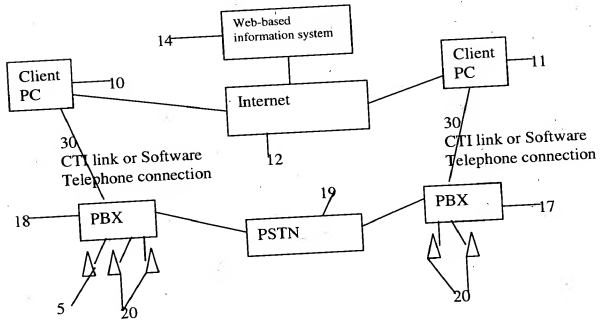 Web-based
information system
14
Client
PC
10
Internet
Client
PC
11
12
30
CTI link or Software
Telephone connection
30
CTI link or Software
Telephone connection
19
18
PBX
PSTN
PBX
17
5
20
20